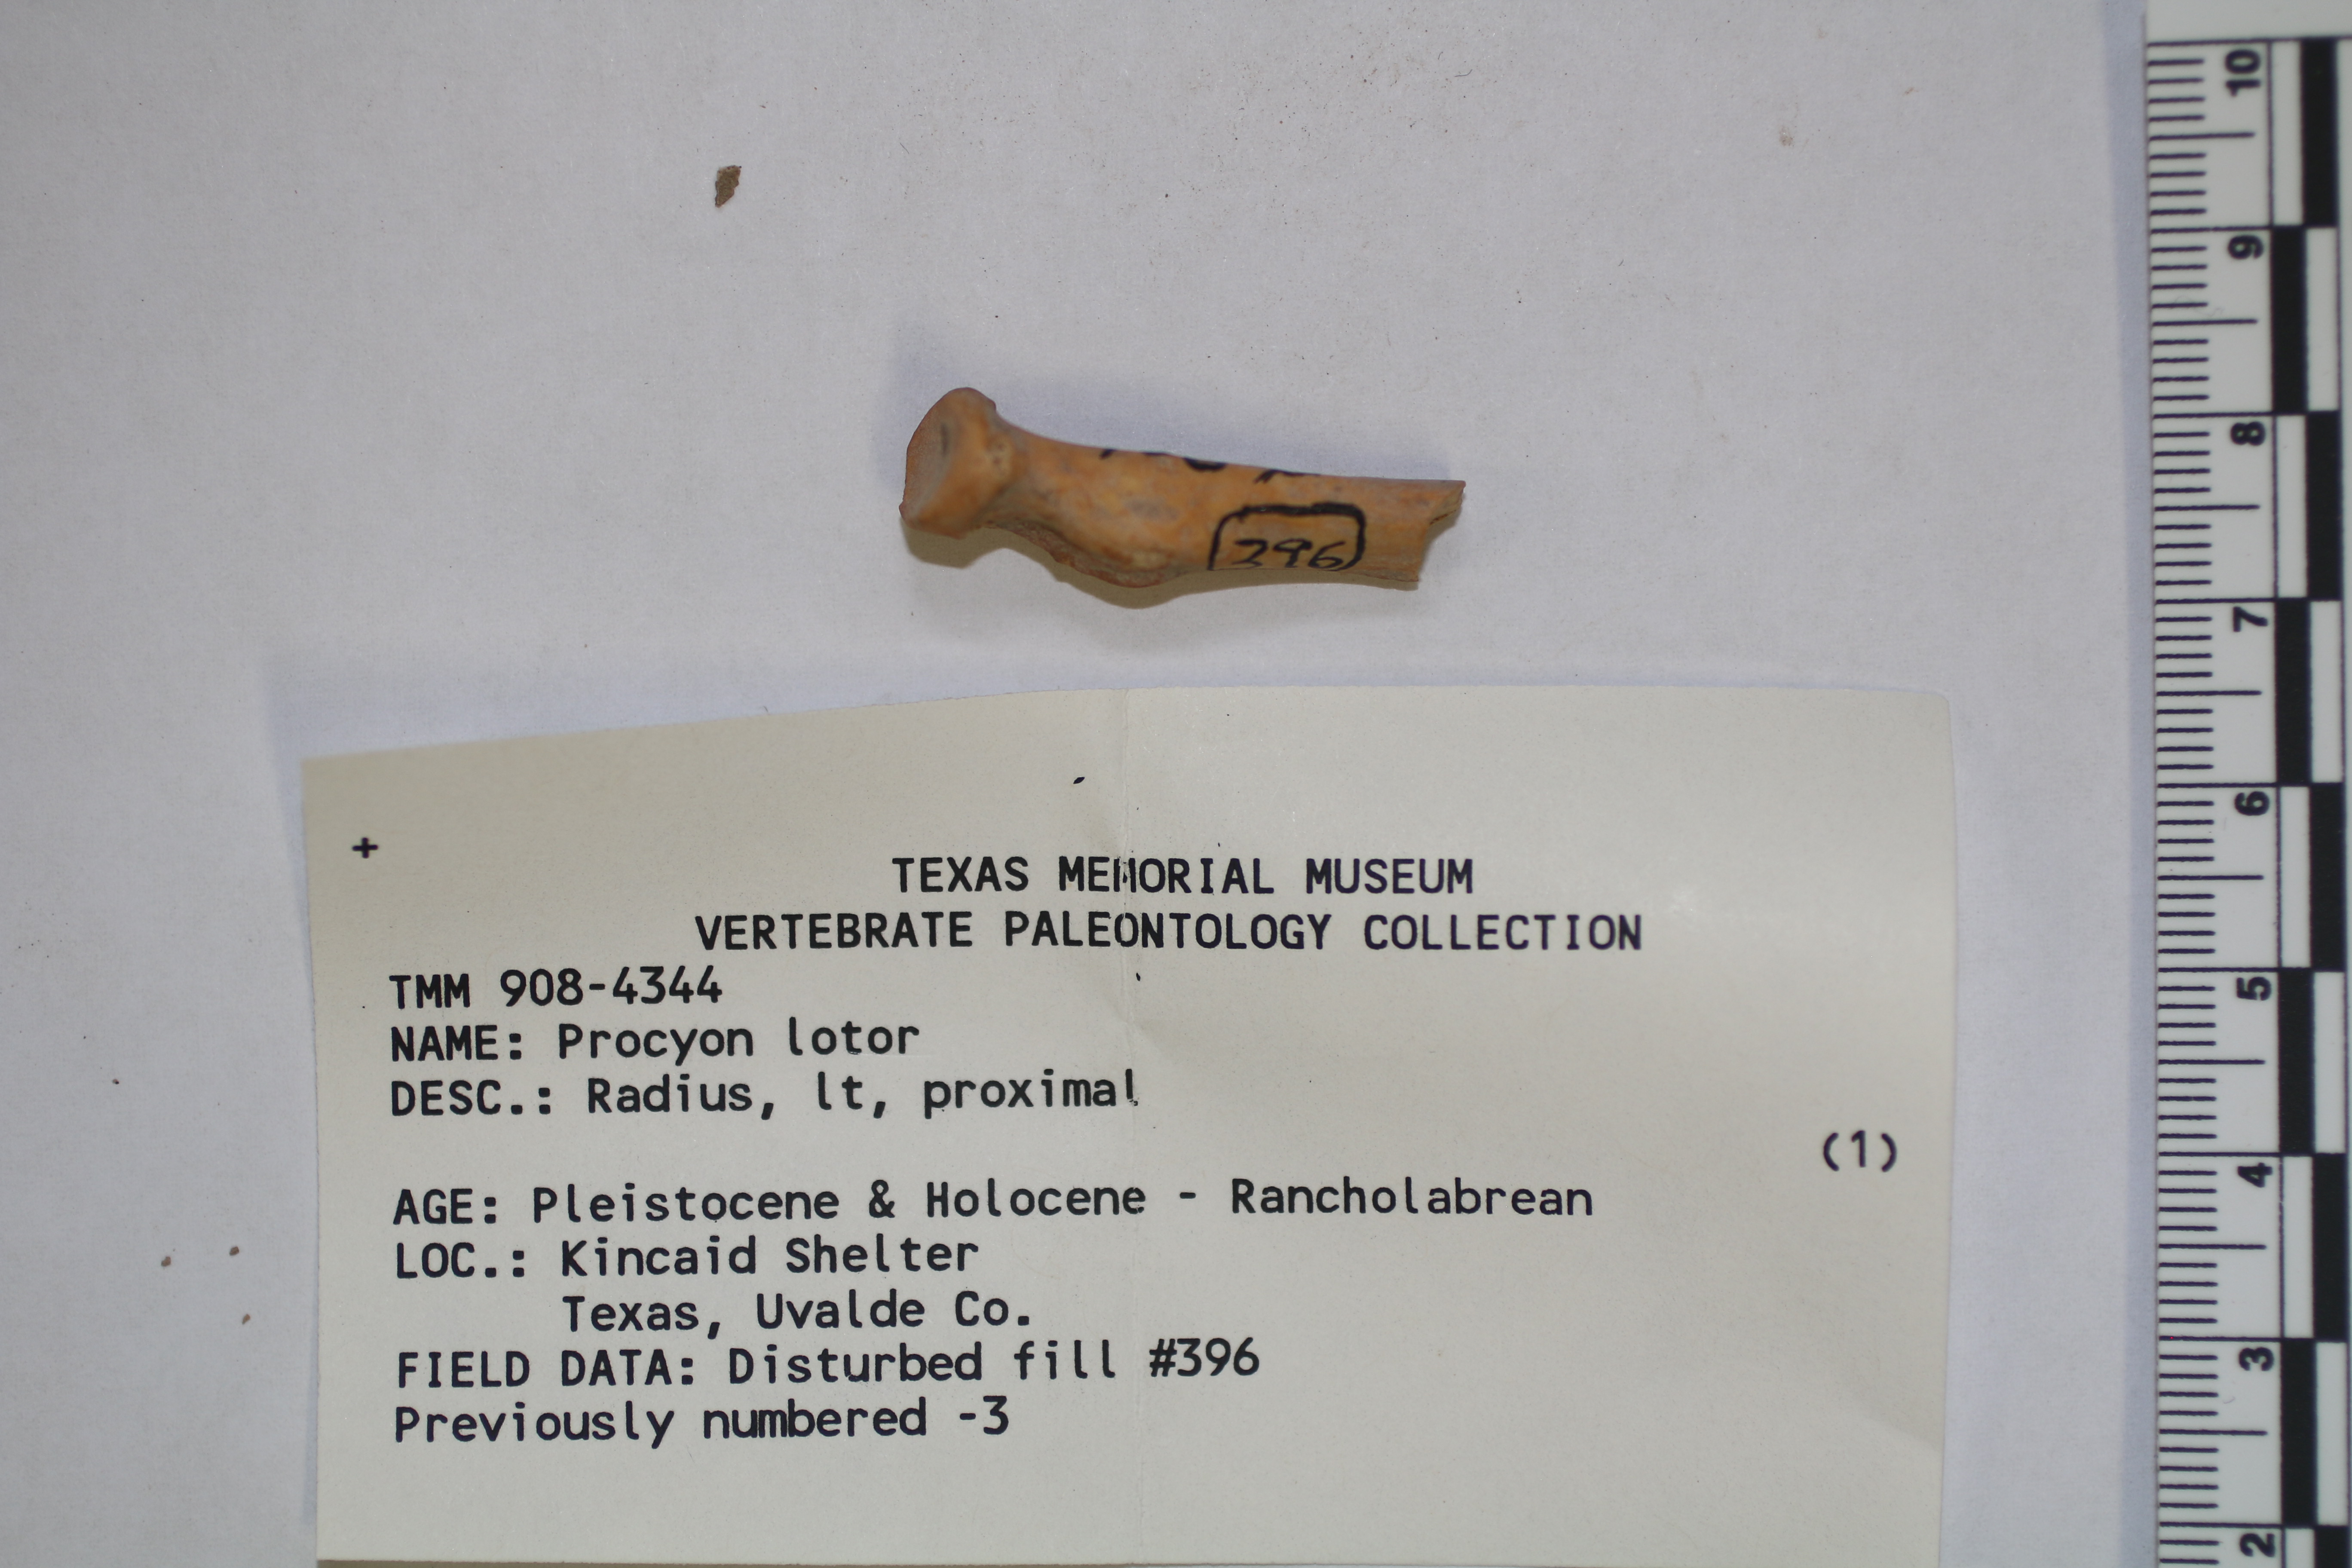 10
9
8
7
6
5
4
3
2
396
+
TEXAS MEMORIAL MUSEUM
VERTEBRATE PALEONTOLOGY COLLECTION
TMM 908-4344
NAME: Procyon lotor
DESC.: Radius, lt, proximal
(1)
AGE: Pleistocene & Holocene - Rancholabrean
LOC.: Kincaid Shelter
Texas, Uvalde Co.
FIELD DATA: Disturbed fill #396
Previously numbered -3